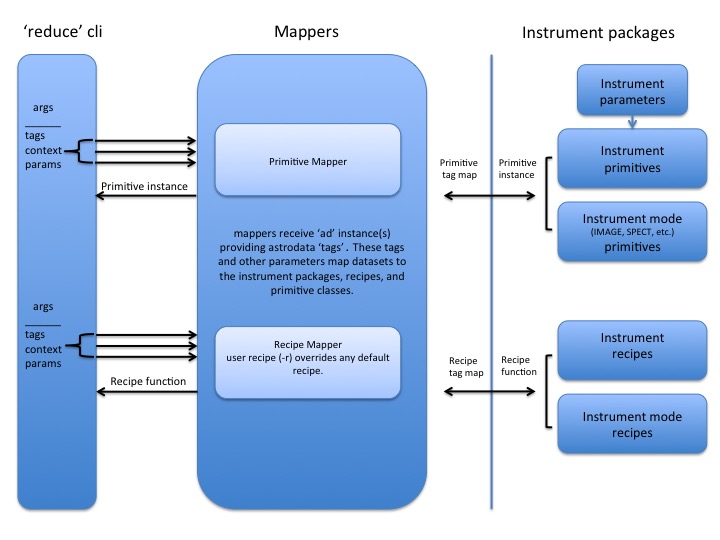 ‘reduce’ cli
Mappers
Instrument packages
args
tags
context
params
Primitive instance
Primitive Mapper
mappers receive ‘ad’ instance(s)
providing astrodata ‘tags’ . These tags
and other parameters map datasets to
the instrument packages, recipes, and
primitive classes.
Primitive
tag map
Primitive
instance
Instrument
parameters
Instrument
primitives
Instrument mode
(IMAGE, SPECT, etc.)
primitives
args
tags
context
params
Recipe function
Recipe Mapper
user recipe (-r) overrides any default
recipe.
Recipe
tag map
Recipe
function
Instrument
recipes
Instrument mode
recipes